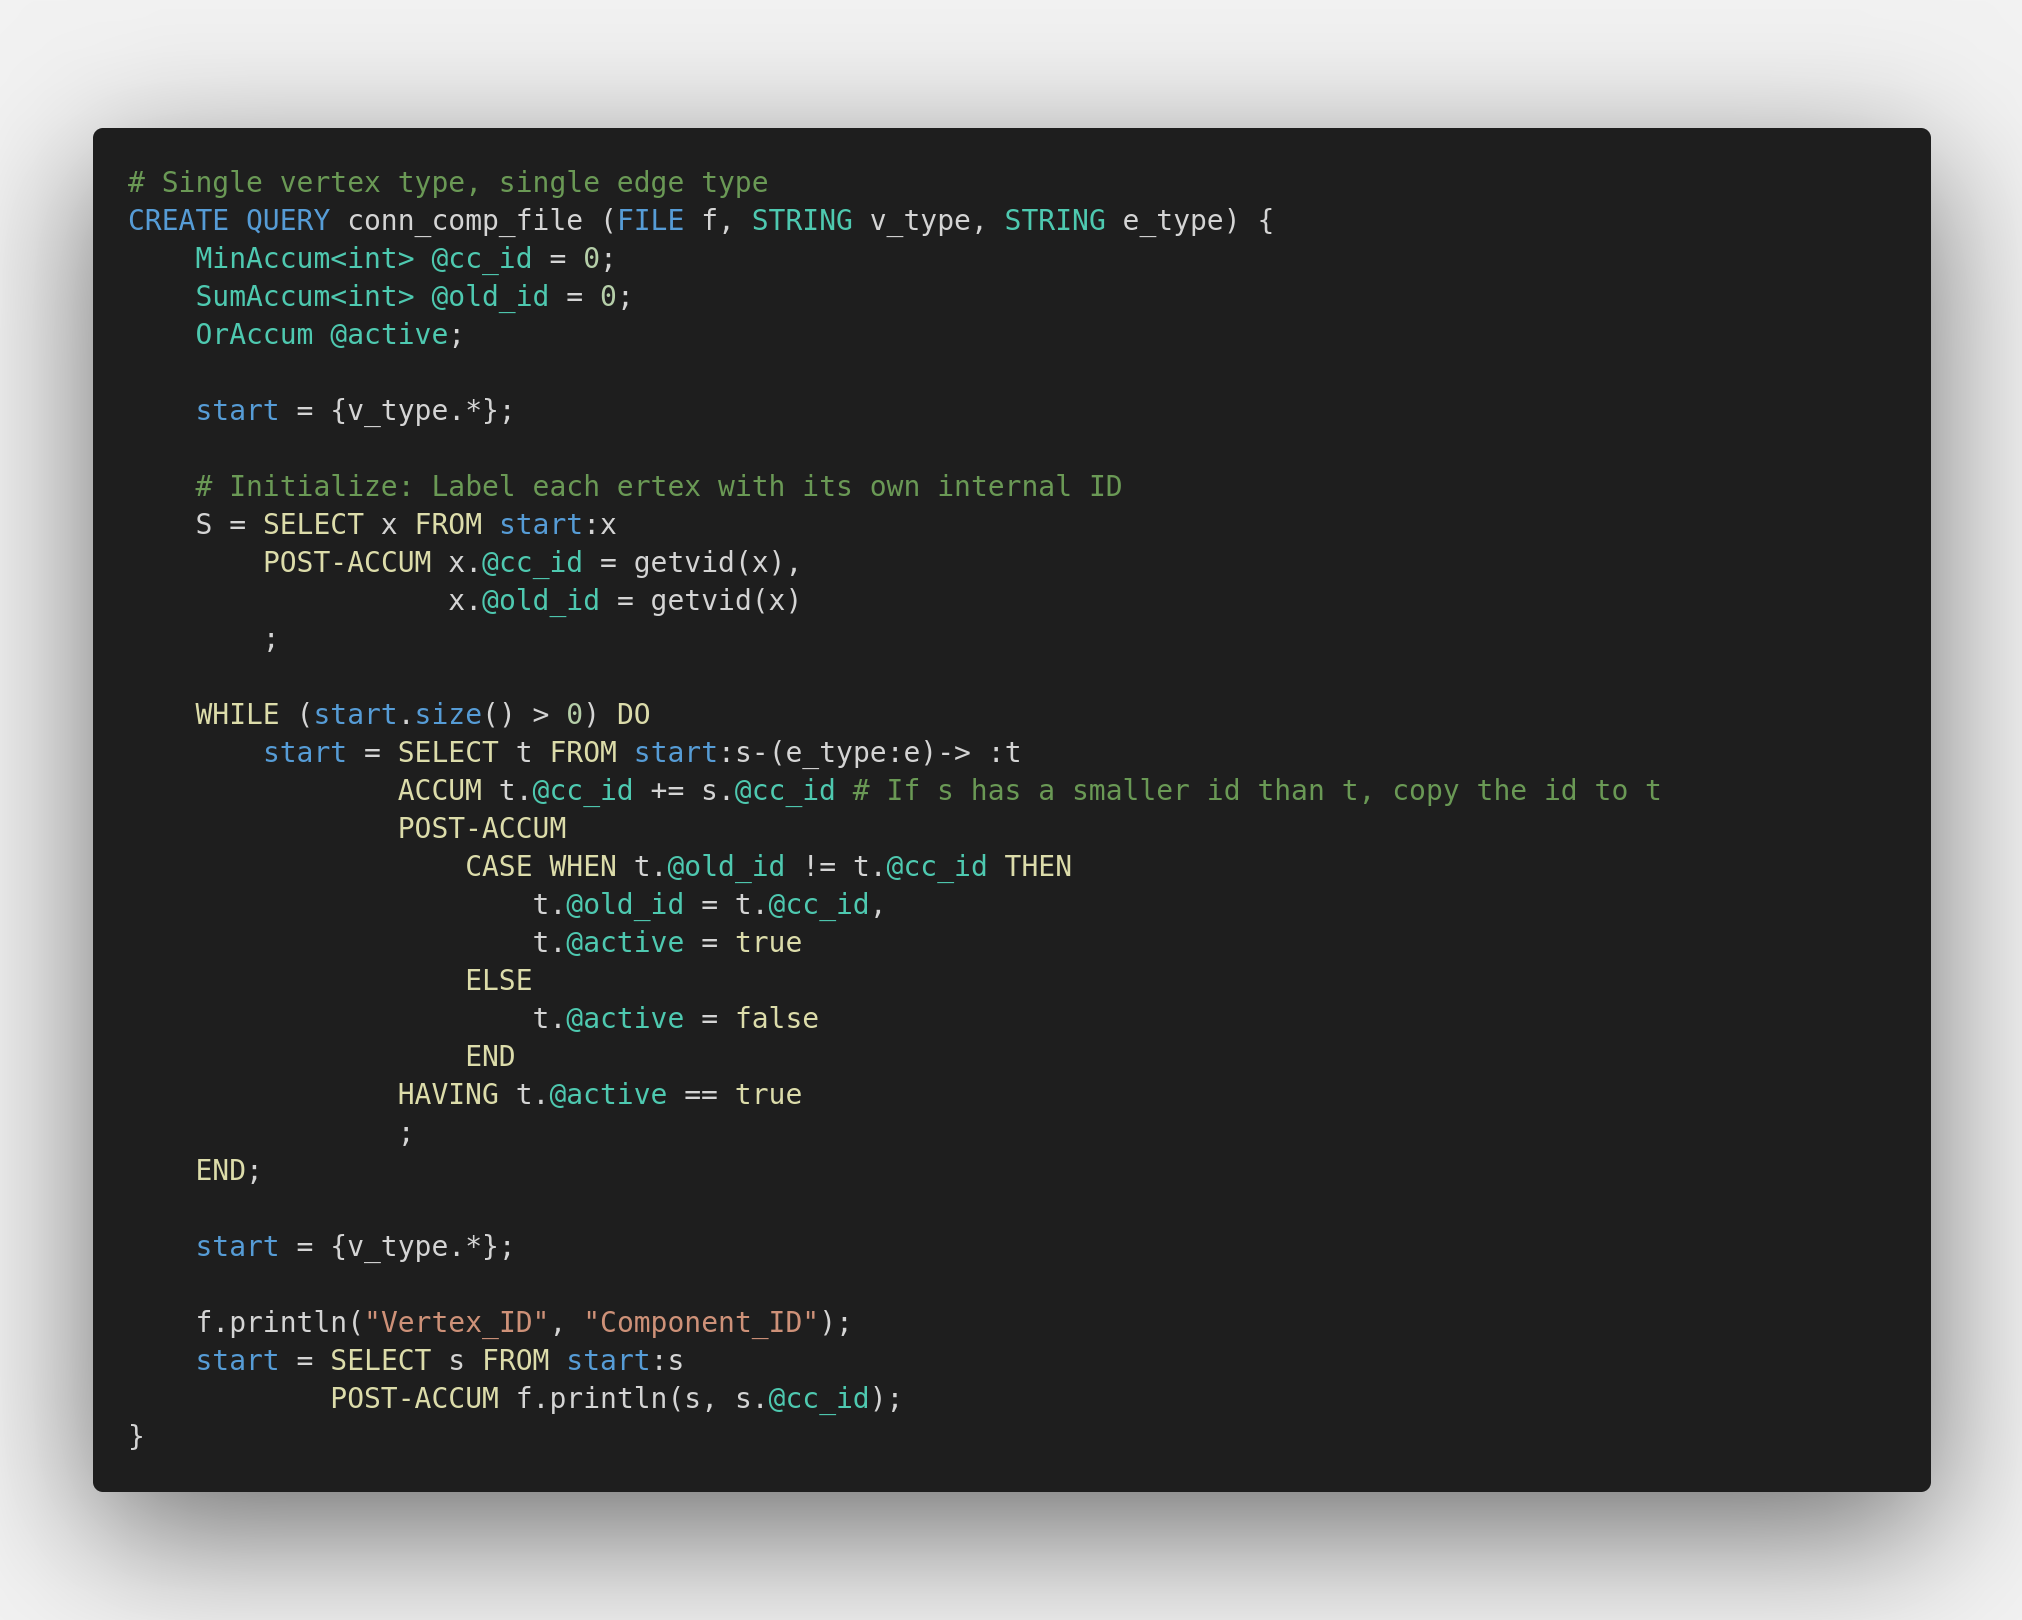 # Single vertex type, single edge type
CREATE QUERY conn_comp_file (FILE f, STRING v_type, STRING e_type) {
    MinAccum<int> @cc_id = 0;
    SumAccum<int> @old_id = 0;
    OrAccum @active;

    start = {v_type.*};

    # Initialize: Label each ertex with its own internal ID
    S = SELECT x FROM start:x
        POST-ACCUM x.@cc_id = getvid(x),
                   x.@old_id = getvid(x)
        ;

    WHILE (start.size() > 0) DO
        start = SELECT t FROM start:s-(e_type:e)-> :t
                ACCUM t.@cc_id += s.@cc_id # If s has a smaller id than t, copy the id to t
                POST-ACCUM
                    CASE WHEN t.@old_id != t.@cc_id THEN
                        t.@old_id = t.@cc_id,
                        t.@active = true
                    ELSE
                        t.@active = false
                    END
                HAVING t.@active == true
                ;
    END;

    start = {v_type.*};

    f.println("Vertex_ID", "Component_ID");
    start = SELECT s FROM start:s
            POST-ACCUM f.println(s, s.@cc_id);
}